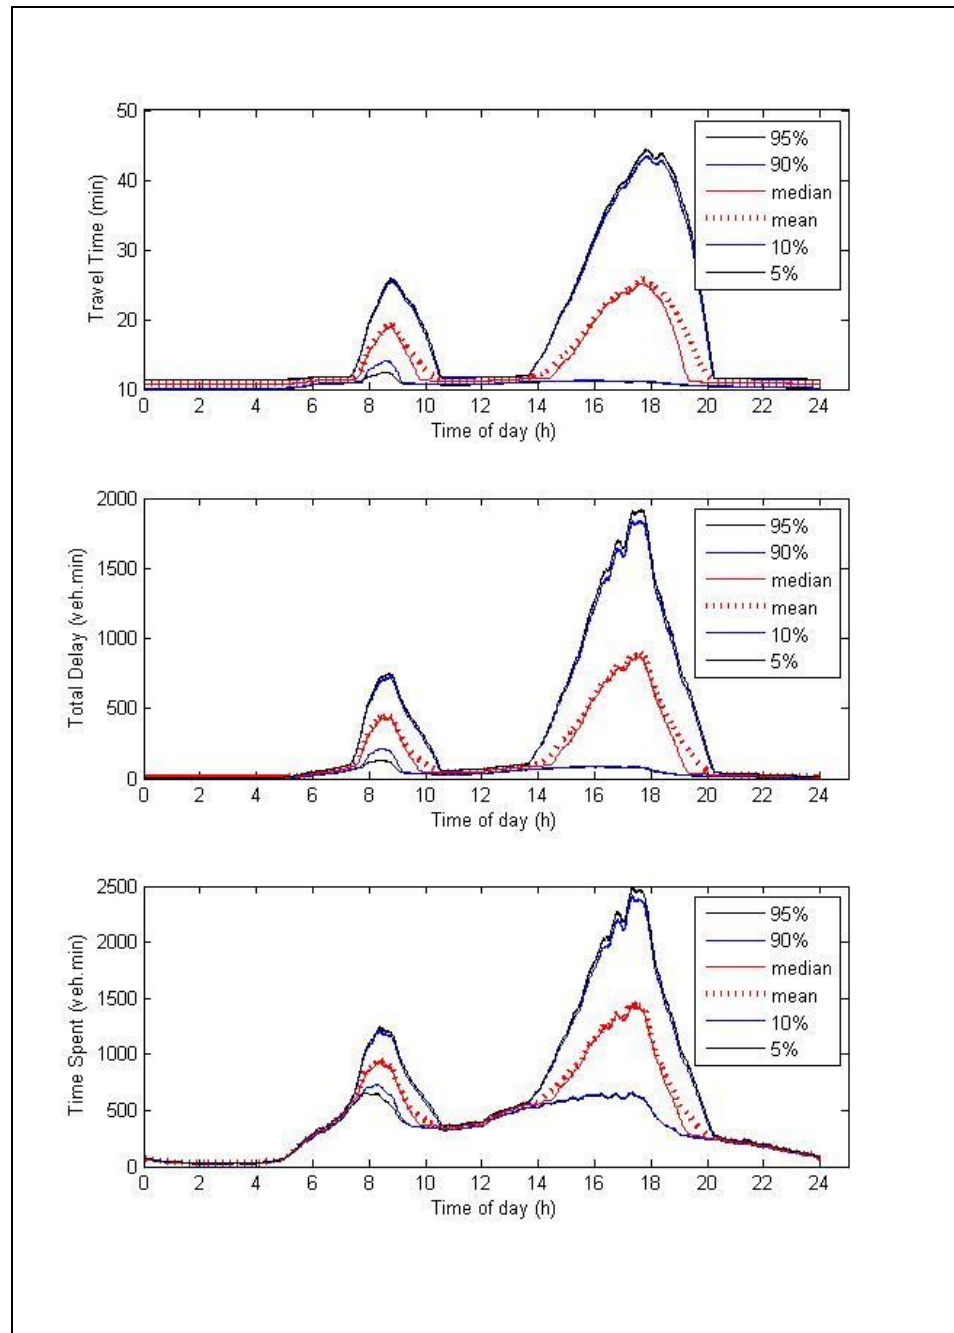 50
40
30
20
10
Travel Time (min)
95%
90%
median
mean
10%
5%
0 2 4 6 8 10 12 14 16 18 20 22 24
Time of day (h)
2000
1500
1000
500
0
Total Delay (veh.min)
95%
90%
median
mean
10%
5%
0 2 4 6 8 10 12 14 16 18 20 22 24
Time of day (h)
2500
2000
1500
1000
500
0
Time Spent (veh.min)
95%
90%
median
mean
10%
5%
0 2 4 6 8 10 12 14 16 18 20 22 24
Time of day (h)